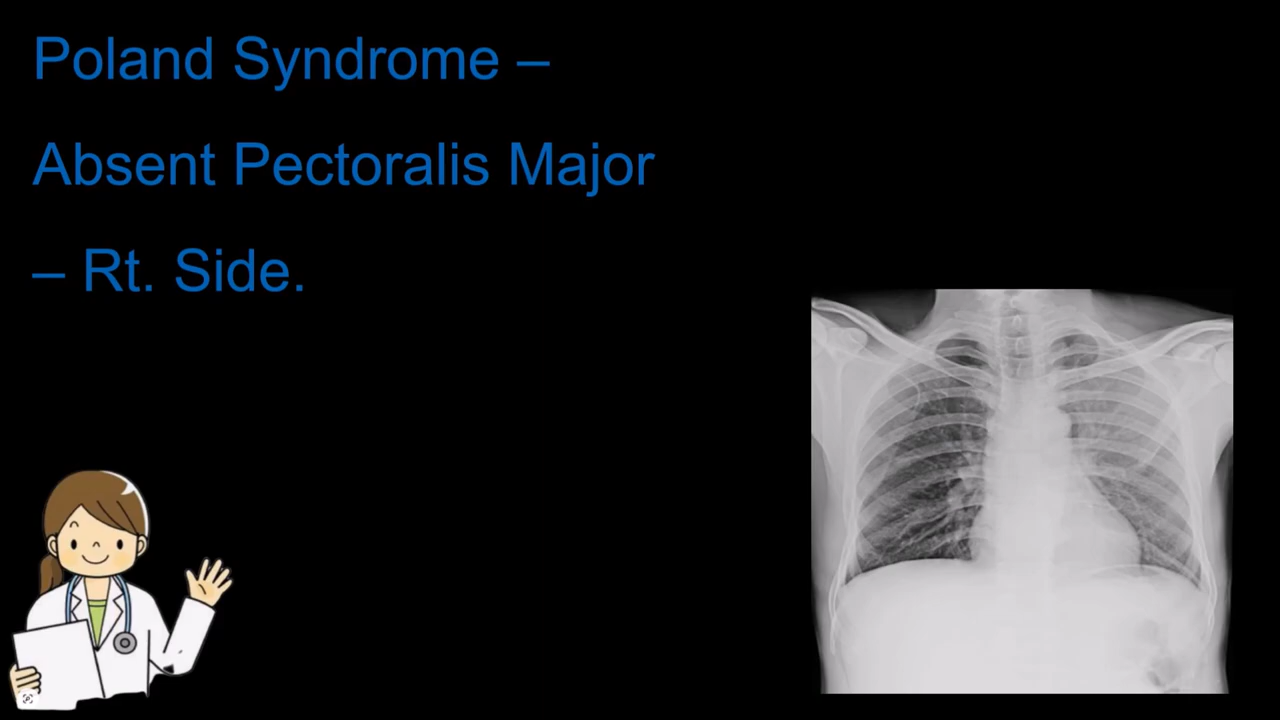 Poland Syndrome –
Absent Pectoralis Major
– Rt. Side.